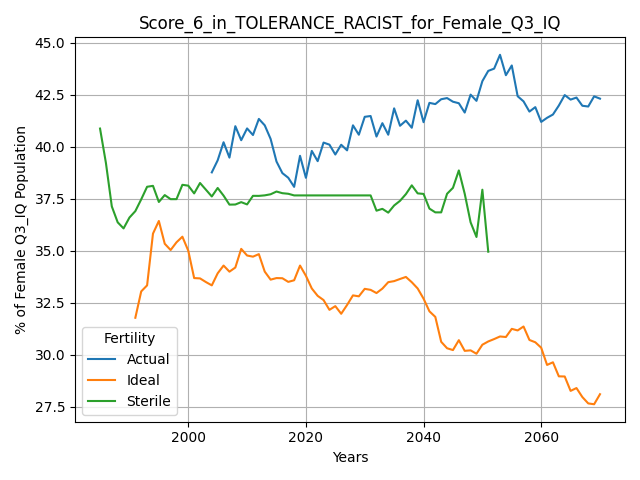 Score_6_in_TOLERANCE_RACIST_for_Female_Q3_IQ
% of Female Q3_IQ Population
45.0
42.5
40.0
37.5
35.0
32.5
30.0
27.5
Fertility
Actual
Ideal
Sterile
2000
2020
2040
2060
Years